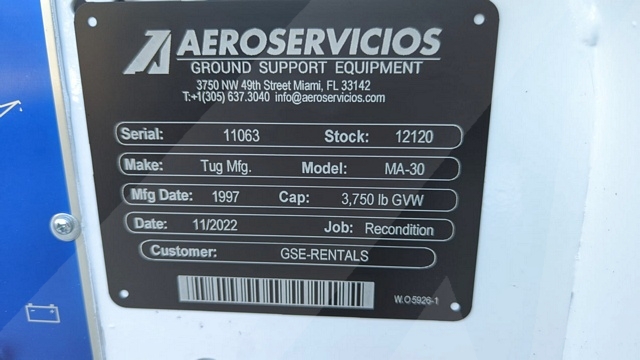 AEROSERVICIOS
GROUND SUPPORT EQUIPMENT
3750 NW 49th Street Miami, FL 33142
T:+1(305) 637.3040 info@aeroservicios.com
Serial: 11063 Stock: 12120
Make: Tug Mfg. Model: MA-30
Mfg Date: 1997 Cap: 3,750 lb GVW
Date: 11/2022 Job: Recondition
Customer: GSE-RENTALS
W.O5926-1